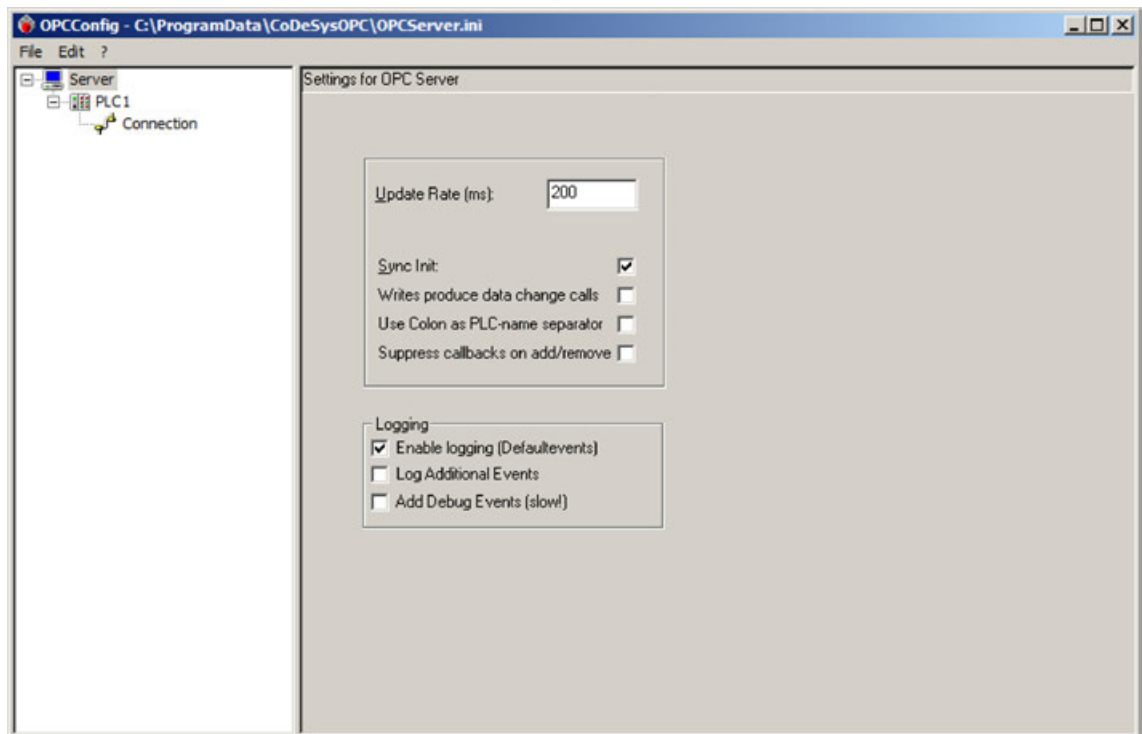 OPCConfig - C:\ProgramData\CoDeSysOPC\OPCServer.ini
File Edit ?
Server
PLC1
Connection
Settings for OPC Server
Update Rate (ms): 200
Sync Init:
Writes produce data change calls
Use Colon as PLC-name separator
Suppress callbacks on add/remove
Logging
Enable logging (Defaultevents)
Log Additional Events
Add Debug Events (slow!)